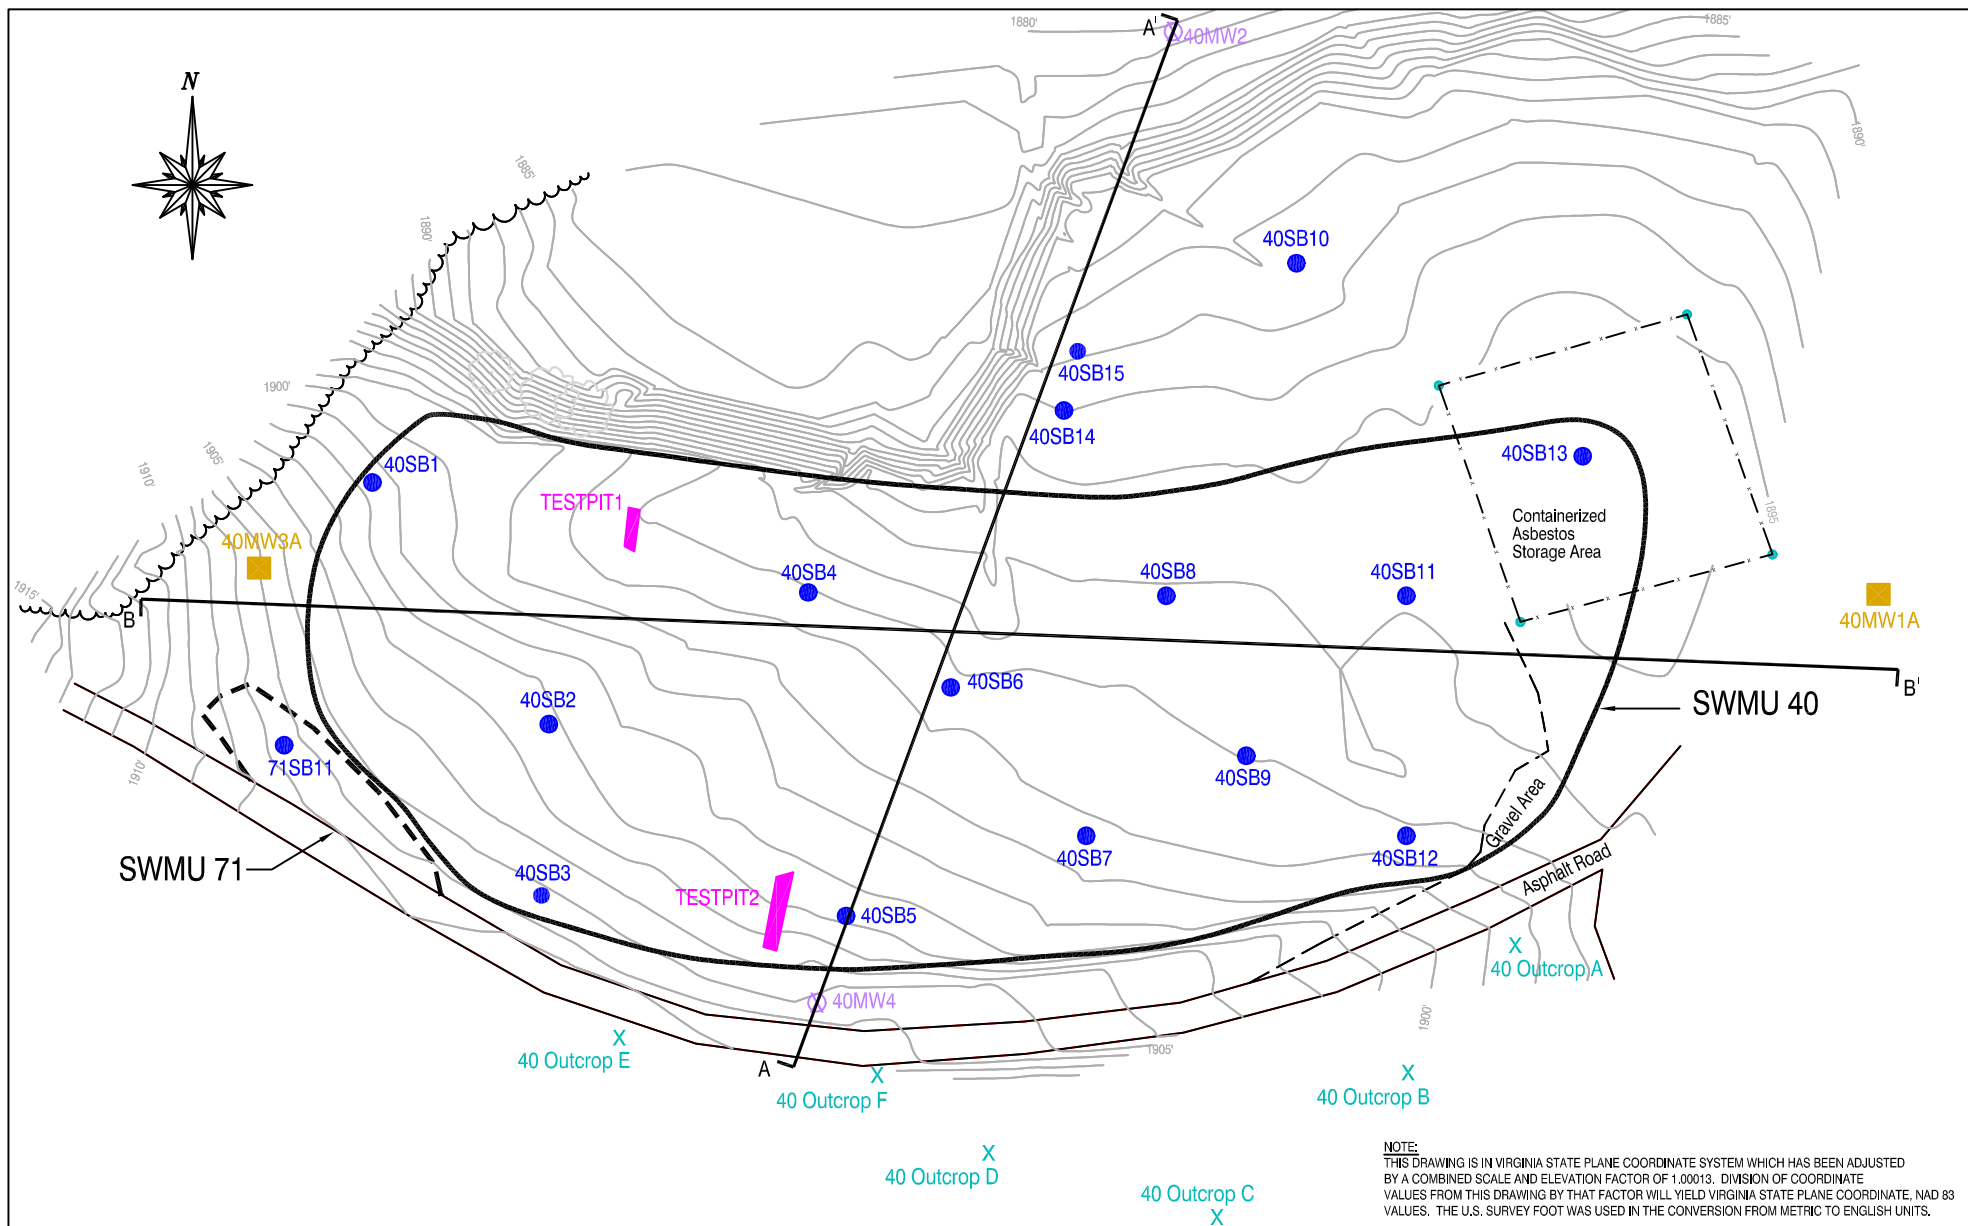 1880'
A'
40MW2
1885'
N
1890'
1885'
1890'
40SB10
40SB15
1900'
40SB14
1905'
1910'
40SB1
40SB13
TESTPIT1
Containerized
Asbestos
Storage Area
1895
40MW3A
40SB4
40SB8
40SB11
1915'
B
40MW1A
40SB6
B'
40SB2
SWMU 40
71SB11
1910'
40SB9
Gravel Area
SWMU 71
40SB7
40SB12
Asphalt Road
40SB3
TESTPIT2
40SB5
X
40 Outcrop A
40MW4
1900'
X
40 Outcrop E
1905'
A
X
40 Outcrop F
X
40 Outcrop B
X
40 Outcrop D
40 Outcrop C
X
NOTE:
THIS DRAWING IS IN VIRGINIA STATE PLANE COORDINATE SYSTEM WHICH HAS BEEN ADJUSTED
BY A COMBINED SCALE AND ELEVATION FACTOR OF 1.00013. DIVISION OF COORDINATE
VALUES FROM THIS DRAWING BY THAT FACTOR WILL YIELD VIRGINIA STATE PLANE COORDINATE, NAD 83
VALUES. THE U.S. SURVEY FOOT WAS USED IN THE CONVERSION FROM METRIC TO ENGLISH UNITS.